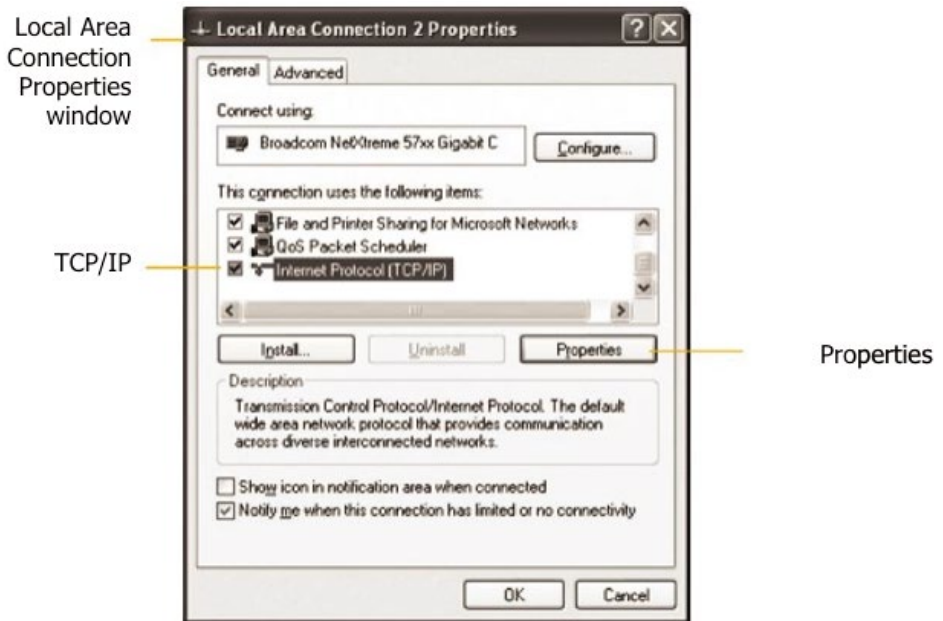 Local Area
Connection
Properties
window
Local Area Connection 2 Properties
General
Advanced
Connect using:
Broadcom NetXtreme 57xx Gigabit C
Configure...
This connection uses the following items:
File and Printer Sharing for Microsoft Networks
QoS Packet Scheduler
TCP/IP
Internet Protocol (TCP/IP)
Install...
Uninstall
Properties
Properties
Description
Transmission Control Protocol/Internet Protocol. The default
wide area network protocol that provides communication
across diverse interconnected networks.
Show icon in notification area when connected
Notify me when this connection has limited or no connectivity
OK
Cancel